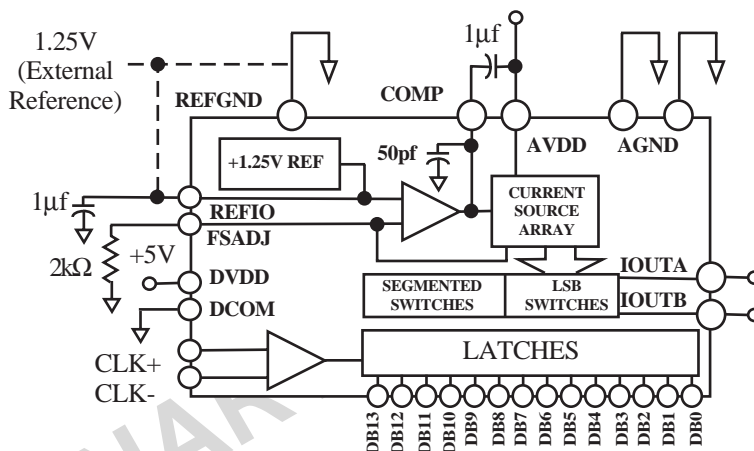 1.25V
(External
Reference)
REFGND
COMP
1µf
50pf
AVDD
AGND
+1.25V REF
1µf
REFIO
FSADJ
CURRENT
SOURCE
ARRAY
2kΩ
+5V
DVDD
DCOM
SEGMENTED
SWITCHES
LSB
SWITCHES
IOUTA
IOUTB
CLK+
CLK-
LATCHES
DB13
DB12
DB11
DB10
DB9
DB8
DB7
DB6
DB5
DB4
DB3
DB2
DB1
DB0